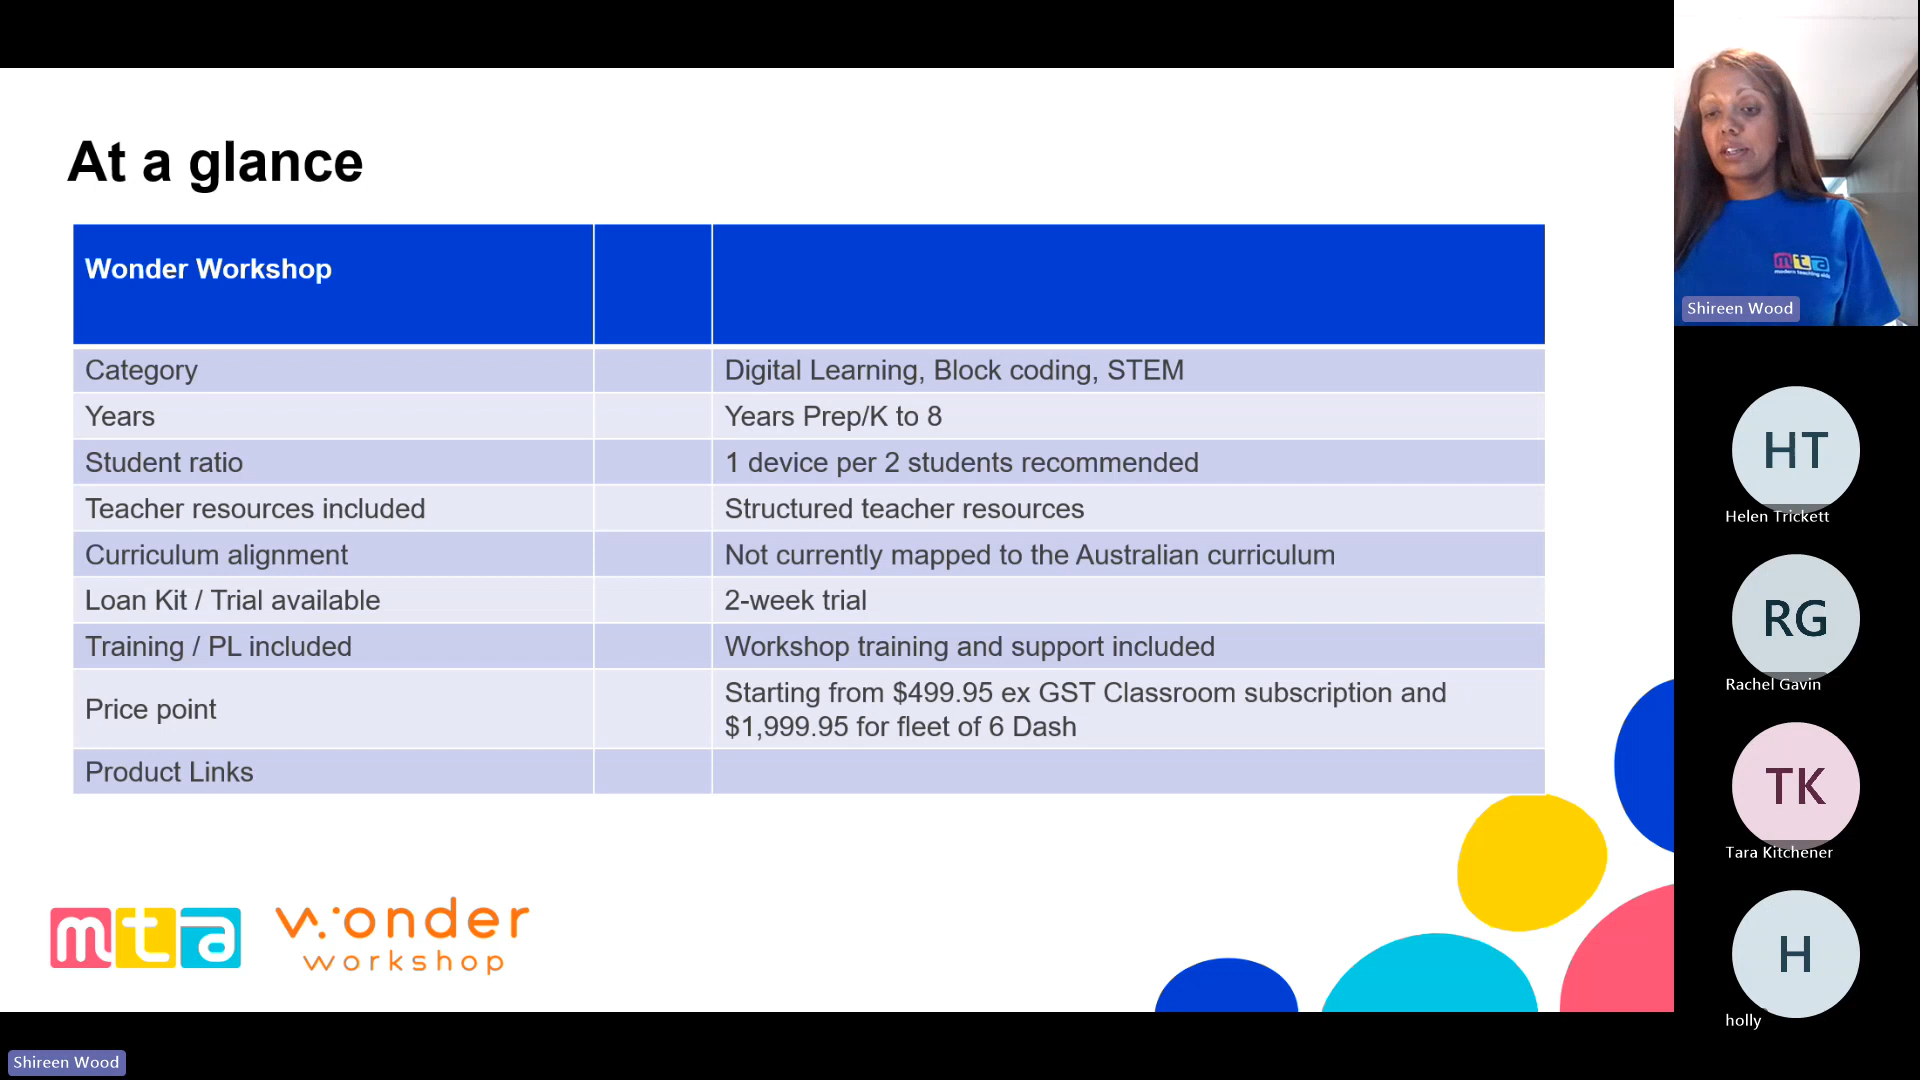 At a glance
Wonder Workshop
Category
Digital Learning, Block coding, STEM
Years
Years Prep/K to 8
Student ratio
1 device per 2 students recommended
Teacher resources included
Structured teacher resources
Curriculum alignment
Not currently mapped to the Australian curriculum
Loan Kit / Trial available
2-week trial
Training / PL included
Workshop training and support included
Price point
Starting from $499.95 ex GST Classroom subscription and
$1,999.95 for fleet of 6 Dash
Product Links
mta
wonder
workshop
mta
modern teaching aids
Shireen Wood
HT
Helen Trickett
RG
Rachel Gavin
TK
Tara Kitchener
H
holly
Shireen Wood